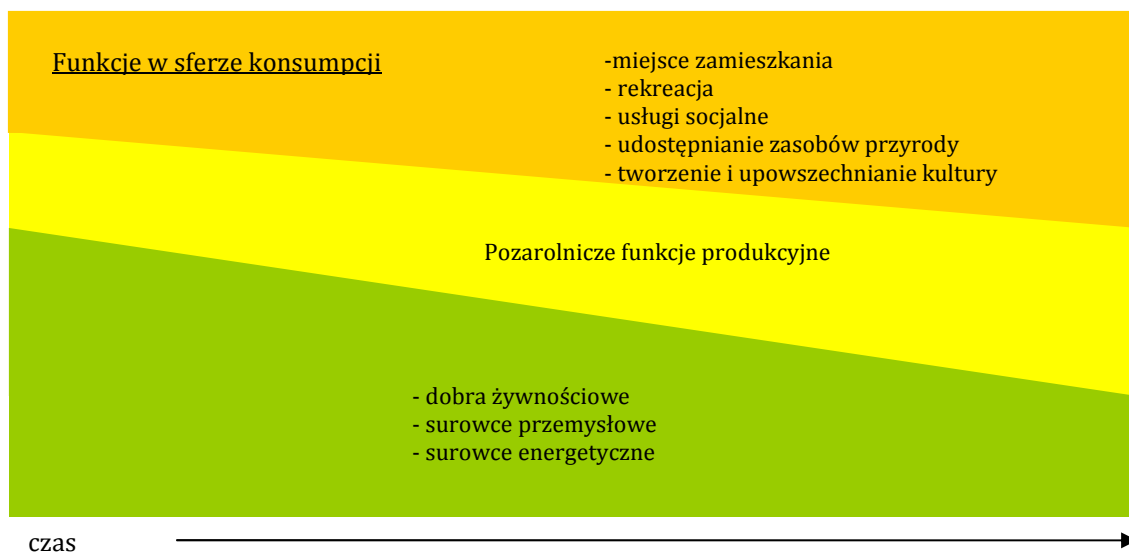 Funkcje w sferze konsumpcji
-miejsce zamieszkania
- rekreacja
- usługi socjalne
- udostępnianie zasobów przyrody
- tworzenie i upowszechnianie kultury
Pozarolnicze funkcje produkcyjne
- dobra żywnościowe
- surowce przemysłowe
- surowce energetyczne
czas